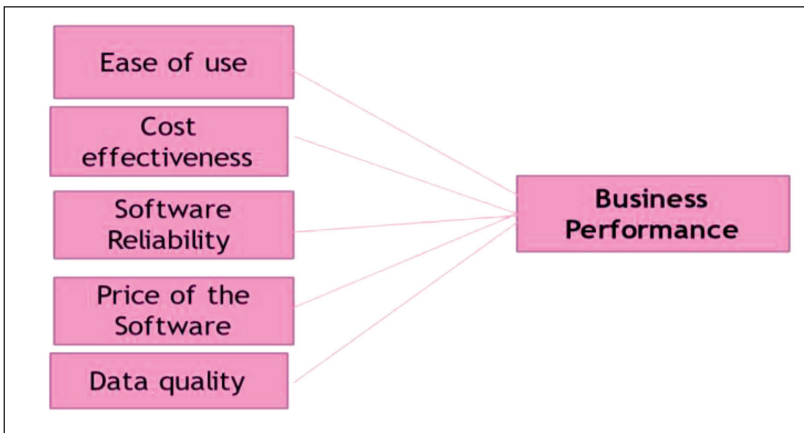 Ease of use
Cost
effectiveness
Software
Reliability
Price of the
Software
Data quality
Business
Performance